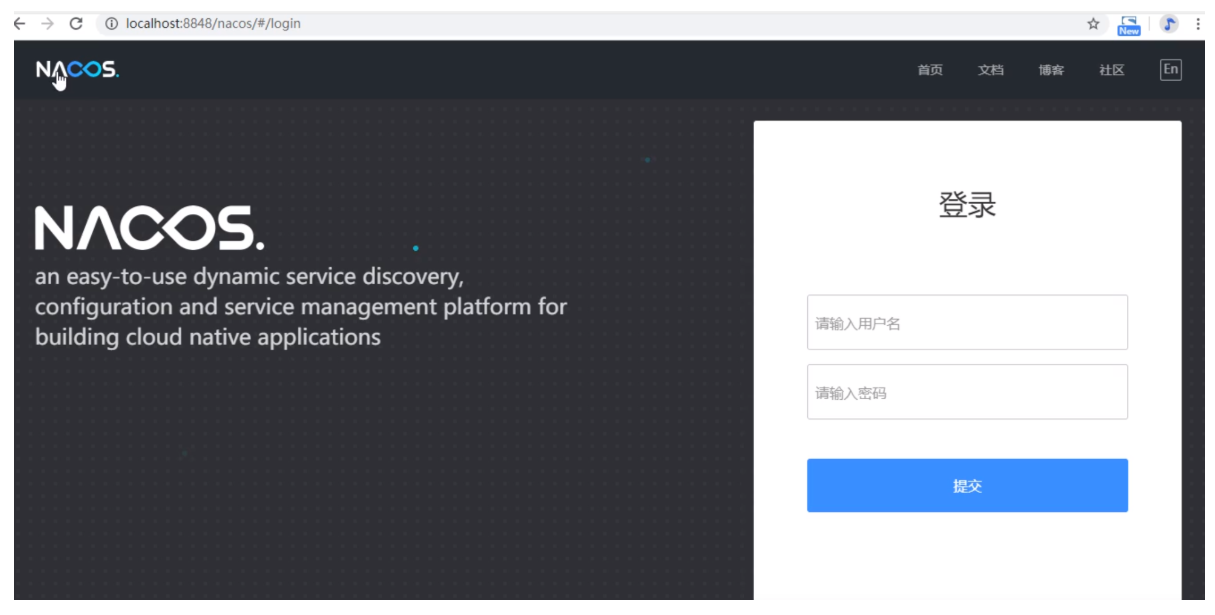 localhost:8848/nacos/#/login
New
NACOS.
首页 文档 博客 社区 En
登录
NACOS.
an easy-to-use dynamic service discovery,
configuration and service management platform for
building cloud native applications
请输入用户名
请输入密码
提交